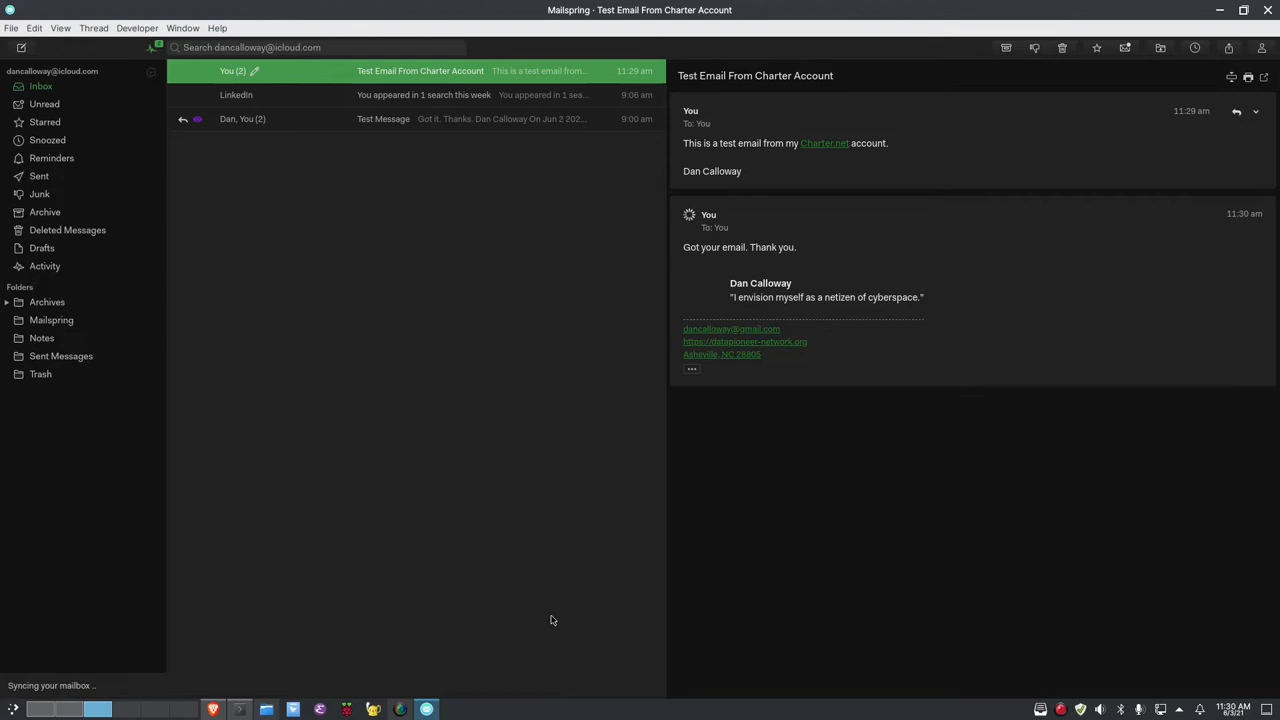 Mailspring · Test Email From Charter Account
File Edit View Thread Developer Window Help
2
Search dancalloway@icloud.com
dancalloway@icloud.com
Inbox
Unread
Starred
Snoozed
Reminders
Sent
Junk
Archive
Deleted Messages
Drafts
Activity
Folders
Archives
Mailspring
Notes
Sent Messages
Trash
Syncing your mailbox ..
You (2) Test Email From Charter Account This is a test email from... 11:29 am
LinkedIn You appeared in 1 search this week You appeared in 1 sea... 9:06 am
Dan, You (2) Test Message Got it. Thanks. Dan Calloway On Jun 2 202... 9:00 am
Test Email From Charter Account
You 11:29 am
To: You
This is a test email from my Charter.net account.
Dan Calloway
You 11:30 am
To: You
Got your email. Thank you.
Dan Calloway
"I envision myself as a netizen of cyberspace."
dancalloway@gmail.com
https://datapioneer-network.org
Asheville, NC 28805
•••
11:30 AM
6/3/21